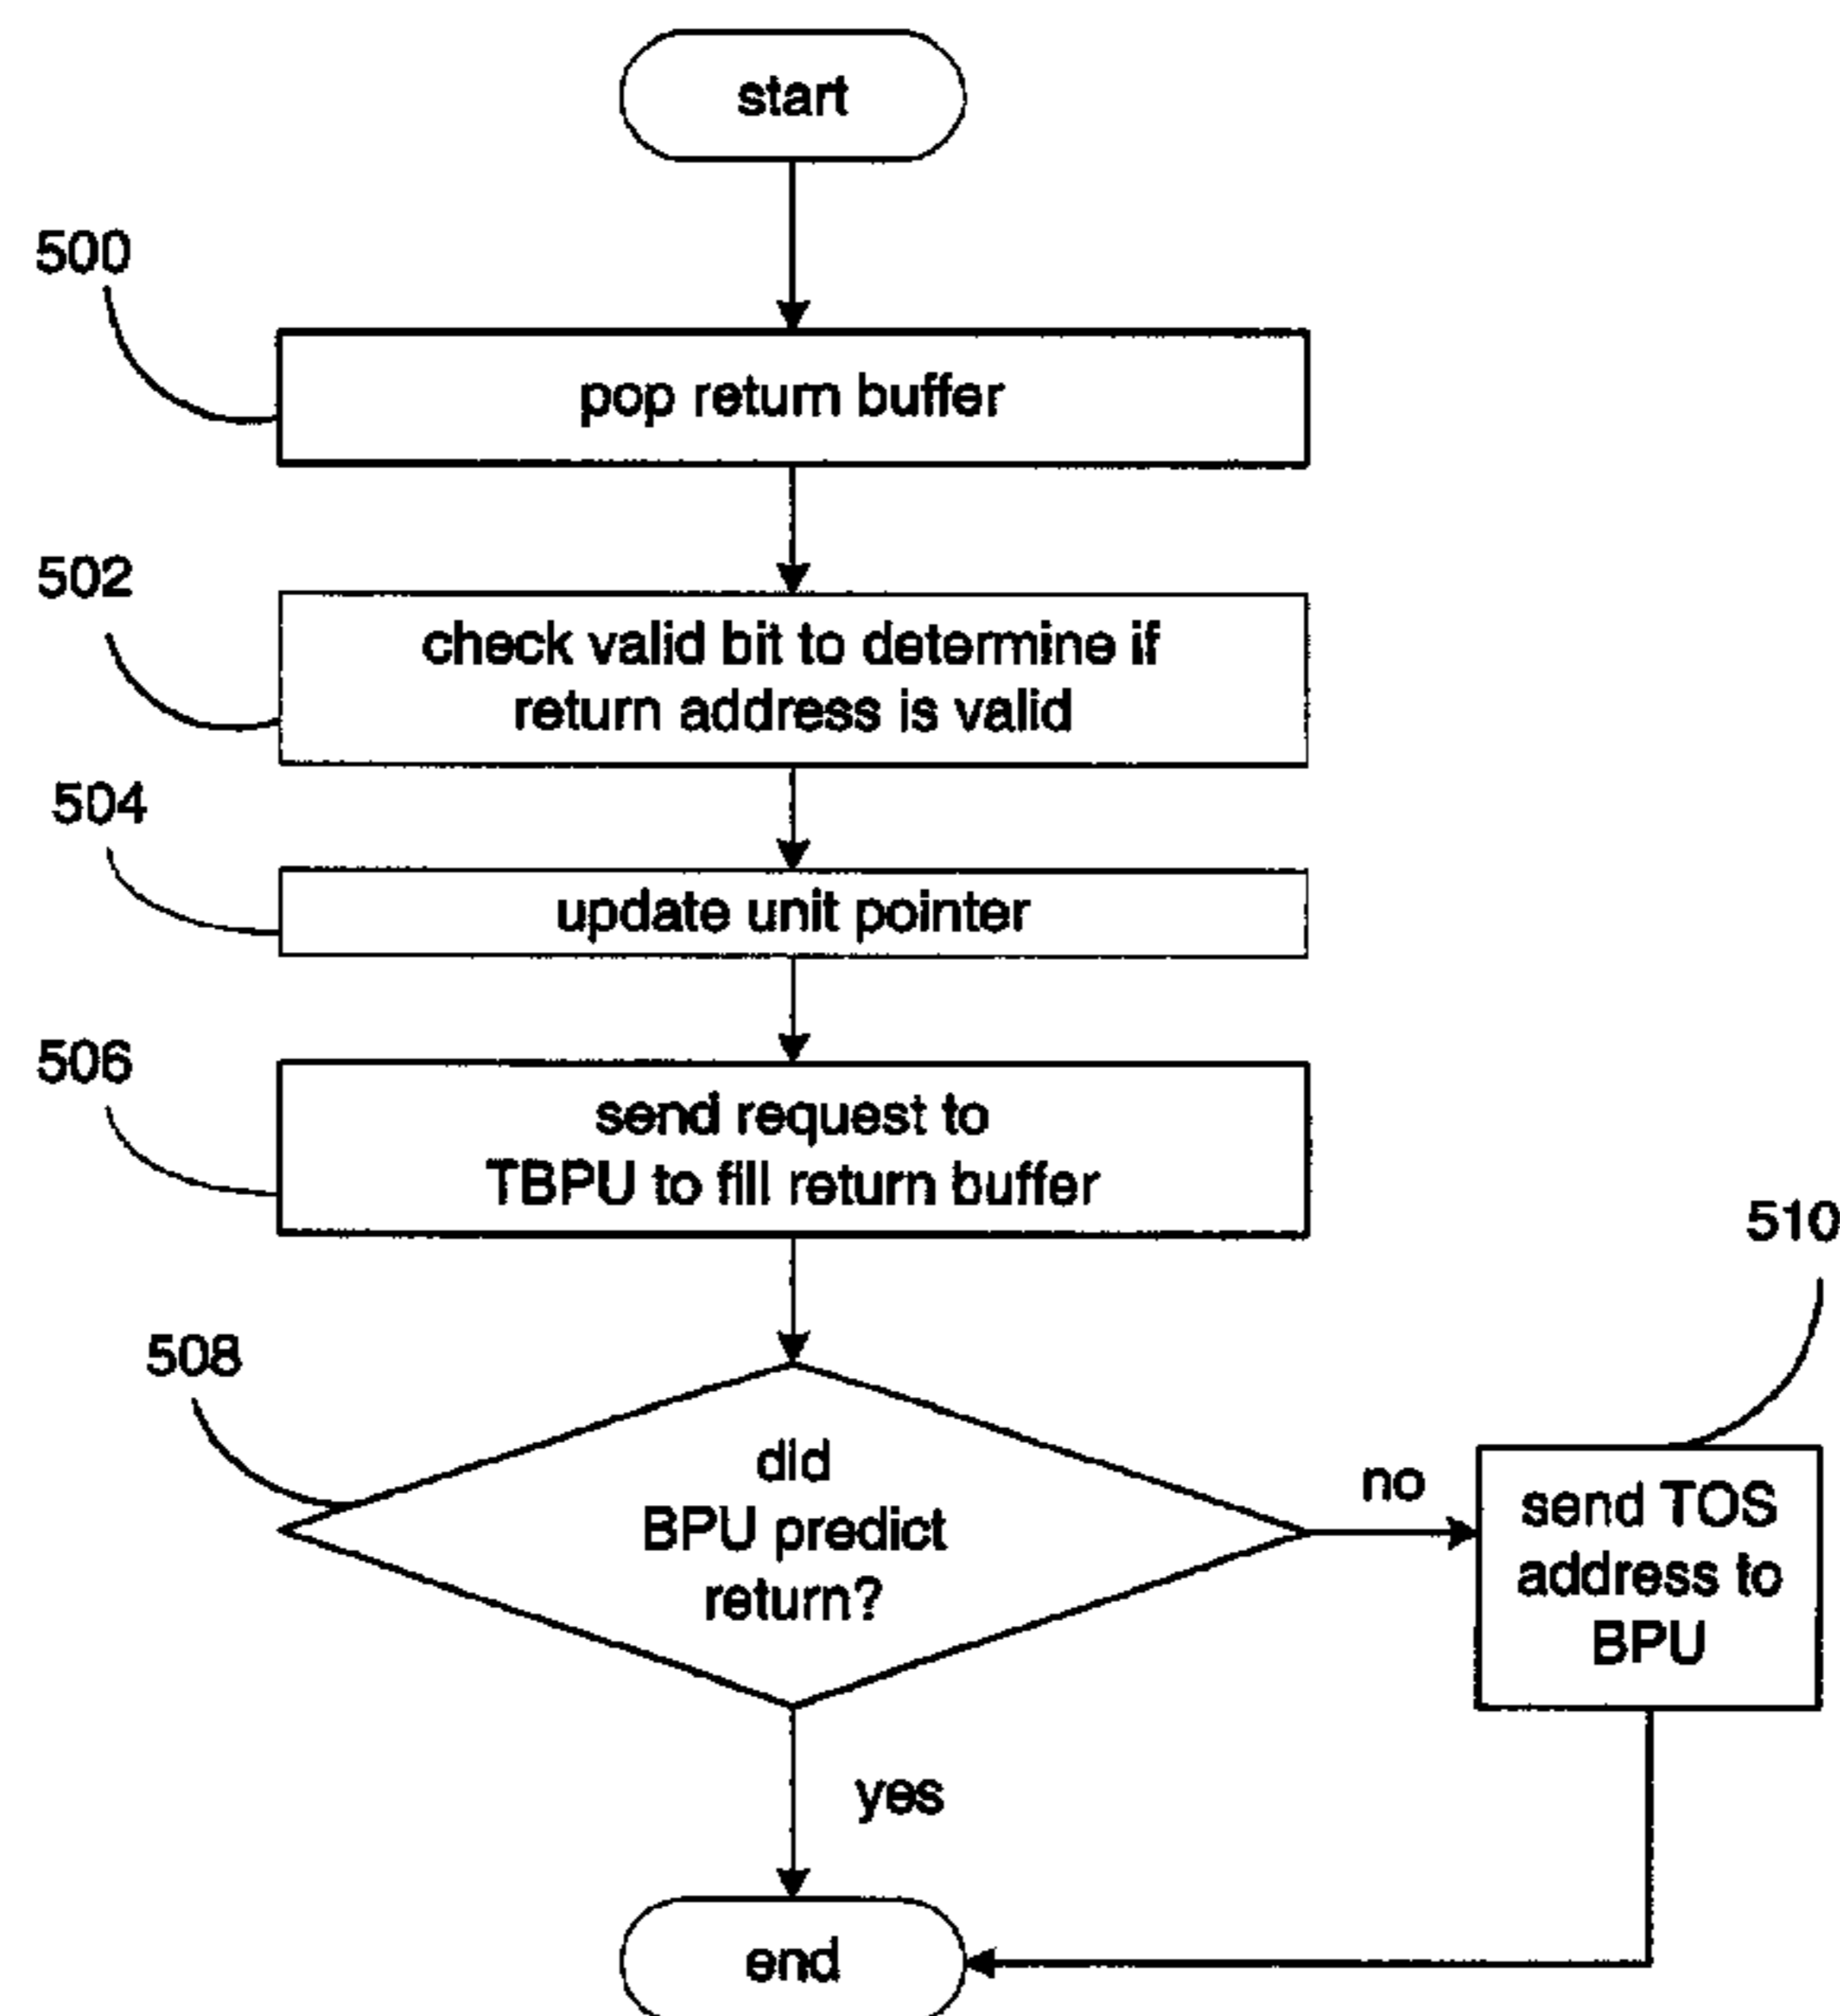 start
500
pop return buffer
502
check valid bit to determine if
return address is valid
504
update unit pointer
506
send request to
TBPU to fill return buffer
510
508
did
BPU predict
return?
no
send TOS
address to
BPU
yes
end